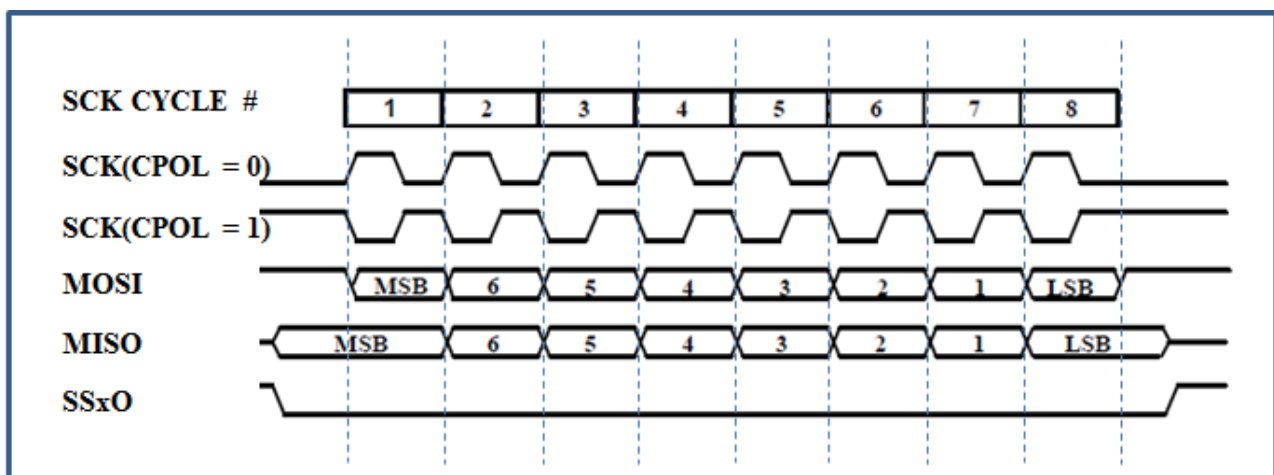 SCK CYCLE # 1 2 3 4 5 6 7 8
SCK(CPOL = 0)
SCK(CPOL = 1)
MOSI MSB 6 5 4 3 2 1 LSB
MISO MSB 6 5 4 3 2 1 LSB
SSxO